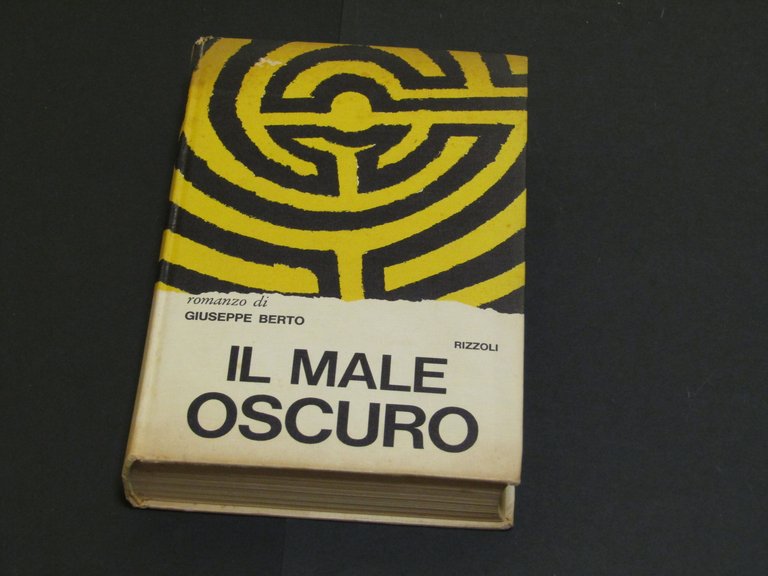 romanzo di
GIUSEPPE BERTO
RIZZOLI
IL MALE
OSCURO